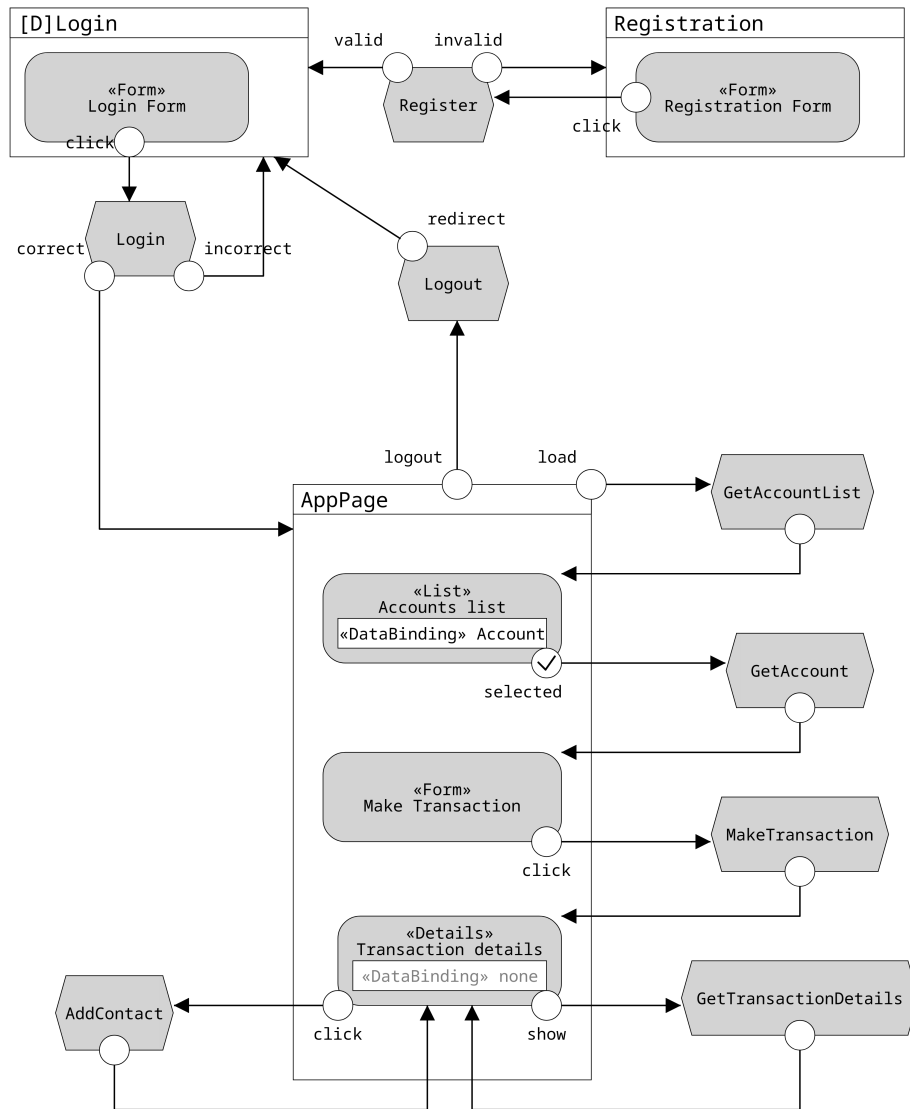 [D]Login
Registration
valid
invalid
«Form»
Login Form
«Form»
Registration Form
Register
click
click
redirect
Login
correct
incorrect
Logout
logout
load
AppPage
GetAccountList
«List»
Accounts list
«DataBinding» Account
selected
GetAccount
«Form»
Make Transaction
MakeTransaction
click
«Details»
Transaction details
«DataBinding» none
AddContact
GetTransactionDetails
click
show